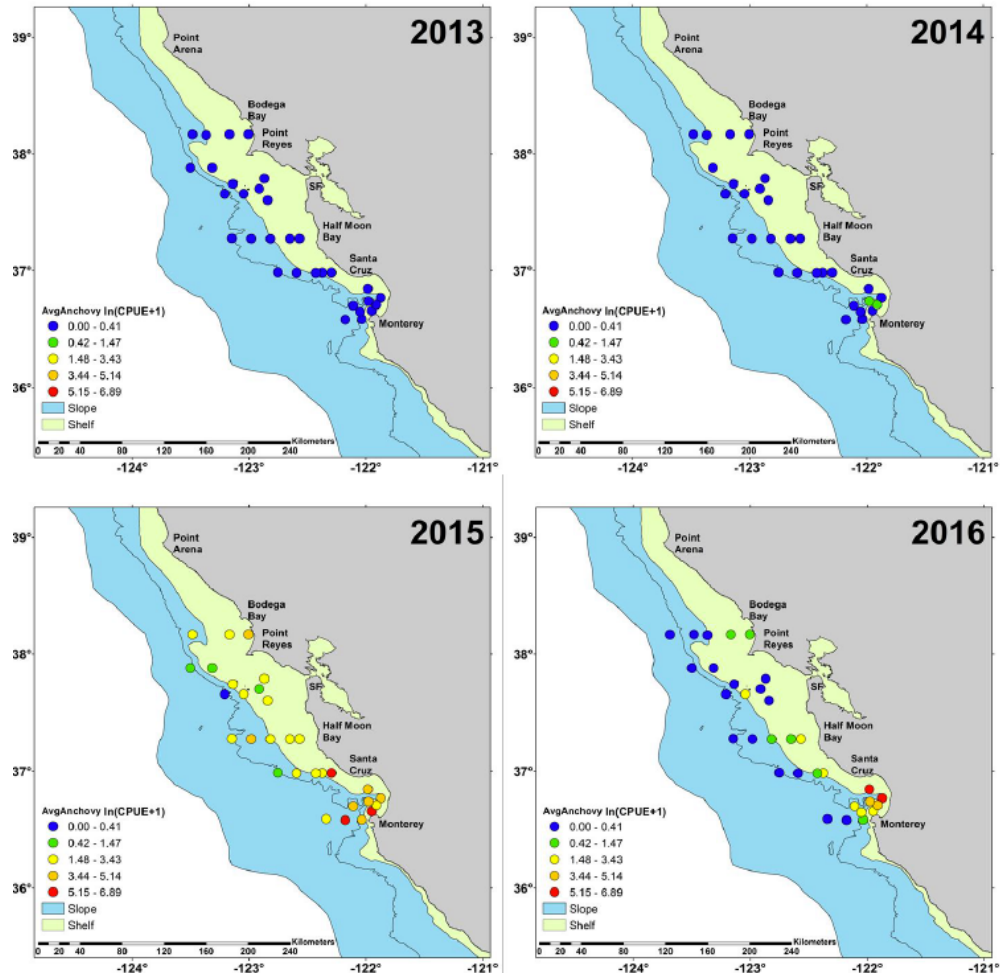 2013
39°
Point
Arena
Bodega
Bay
Point
Reyes
38°
SF
Half Moon
Bay
Santa
Cruz
37°
AvgAnchovy ln(CPUE+1)
0.00 - 0.41
Monterey
0.42 - 1.47
1.48 - 3.43
36°
3.44 - 5.14
5.15 - 6.89
Slope
Shelf
Kilometers
0 20 40 60 80 120 160 200 240
-124° -123° -122° -121°
2014
39°
Point
Arena
Bodega
Bay
Point
Reyes
38°
SF
Half Moon
Bay
Santa
Cruz
37°
AvgAnchovy ln(CPUE+1)
0.00 - 0.41
Monterey
0.42 - 1.47
1.48 - 3.43
36°
3.44 - 5.14
5.15 - 6.89
Slope
Shelf
Kilometers
0 20 40 60 80 120 160 200 240
-124° -123° -122° -121°
2015
39°
Point
Arena
Bodega
Bay
Point
Reyes
38°
SF
Half Moon
Bay
Santa
Cruz
37°
AvgAnchovy ln(CPUE+1)
0.00 - 0.41
Monterey
0.42 - 1.47
1.48 - 3.43
36°
3.44 - 5.14
5.15 - 6.89
Slope
Shelf
Kilometers
0 20 40 60 80 120 160 200 240
-124° -123° -122° -121°
2016
39°
Point
Arena
Bodega
Bay
Point
Reyes
38°
SF
Half Moon
Bay
Santa
Cruz
37°
AvgAnchovy ln(CPUE+1)
0.00 - 0.41
Monterey
0.42 - 1.47
1.48 - 3.43
36°
3.44 - 5.14
5.15 - 6.89
Slope
Shelf
Kilometers
0 20 40 60 80 120 160 200 240
-124° -123° -122° -121°